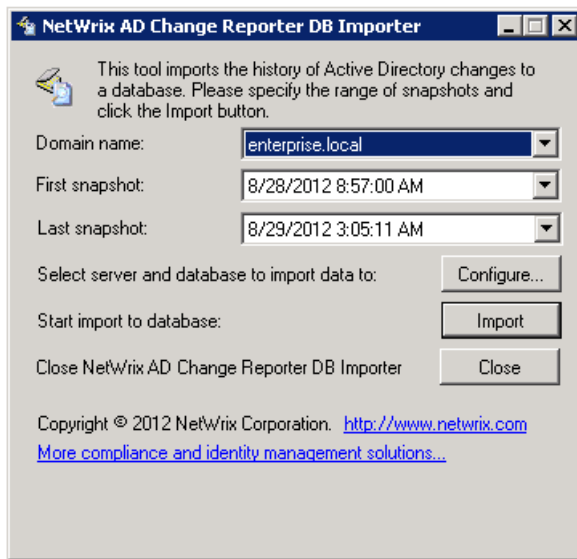 NetWrix AD Change Reporter DB Importer
This tool imports the history of Active Directory changes to
a database. Please specify the range of snapshots and
click the Import button.
Domain name: enterprise.local
First snapshot: 8/28/2012 8:57:00 AM
Last snapshot: 8/29/2012 3:05:11 AM
Select server and database to import data to: Configure...
Start import to database: Import
Close NetWrix AD Change Reporter DB Importer Close
Copyright © 2012 NetWrix Corporation. http://www.netwrix.com
More compliance and identity management solutions...